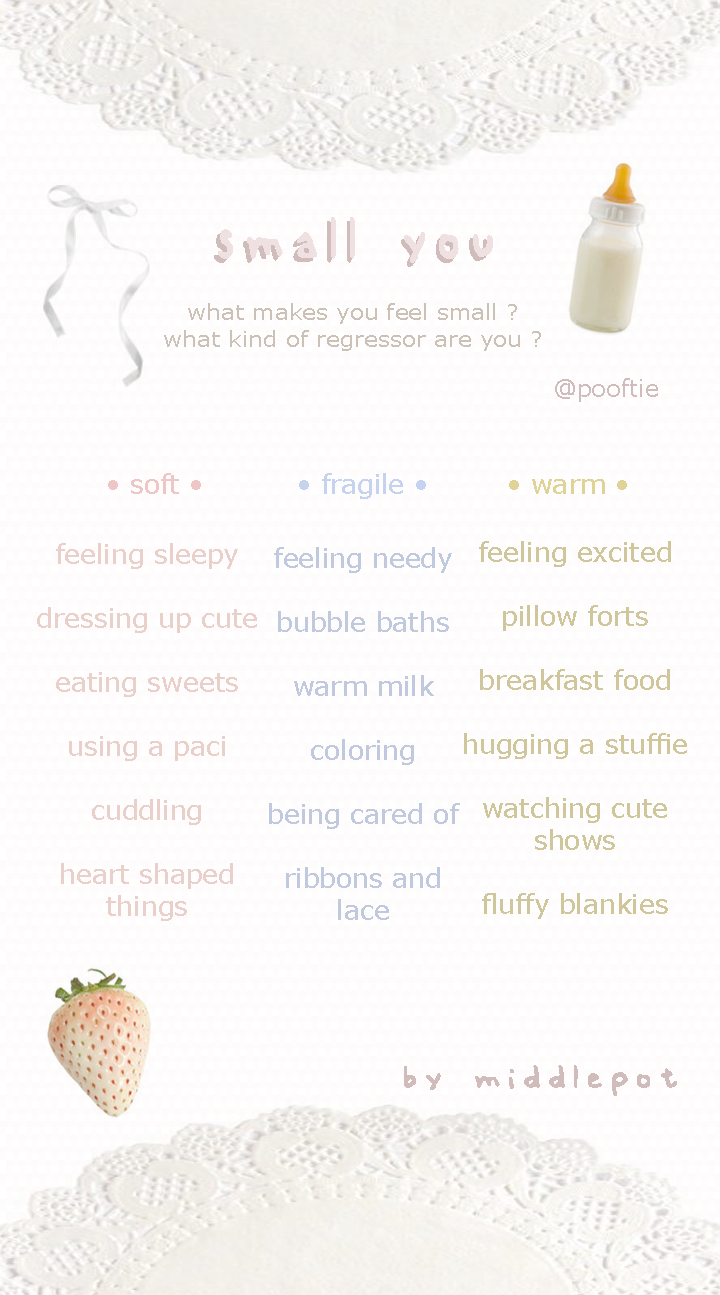 small you
what makes you feel small ?
what kind of regressor are you ?
@pooftie
• soft •
feeling sleepy
dressing up cute
eating sweets
using a paci
cuddling
heart shaped
things
• fragile •
feeling needy
bubble baths
warm milk
coloring
being cared of
ribbons and
lace
• warm •
feeling excited
pillow forts
breakfast food
hugging a stuffie
watching cute
shows
fluffy blankies
by middlepot